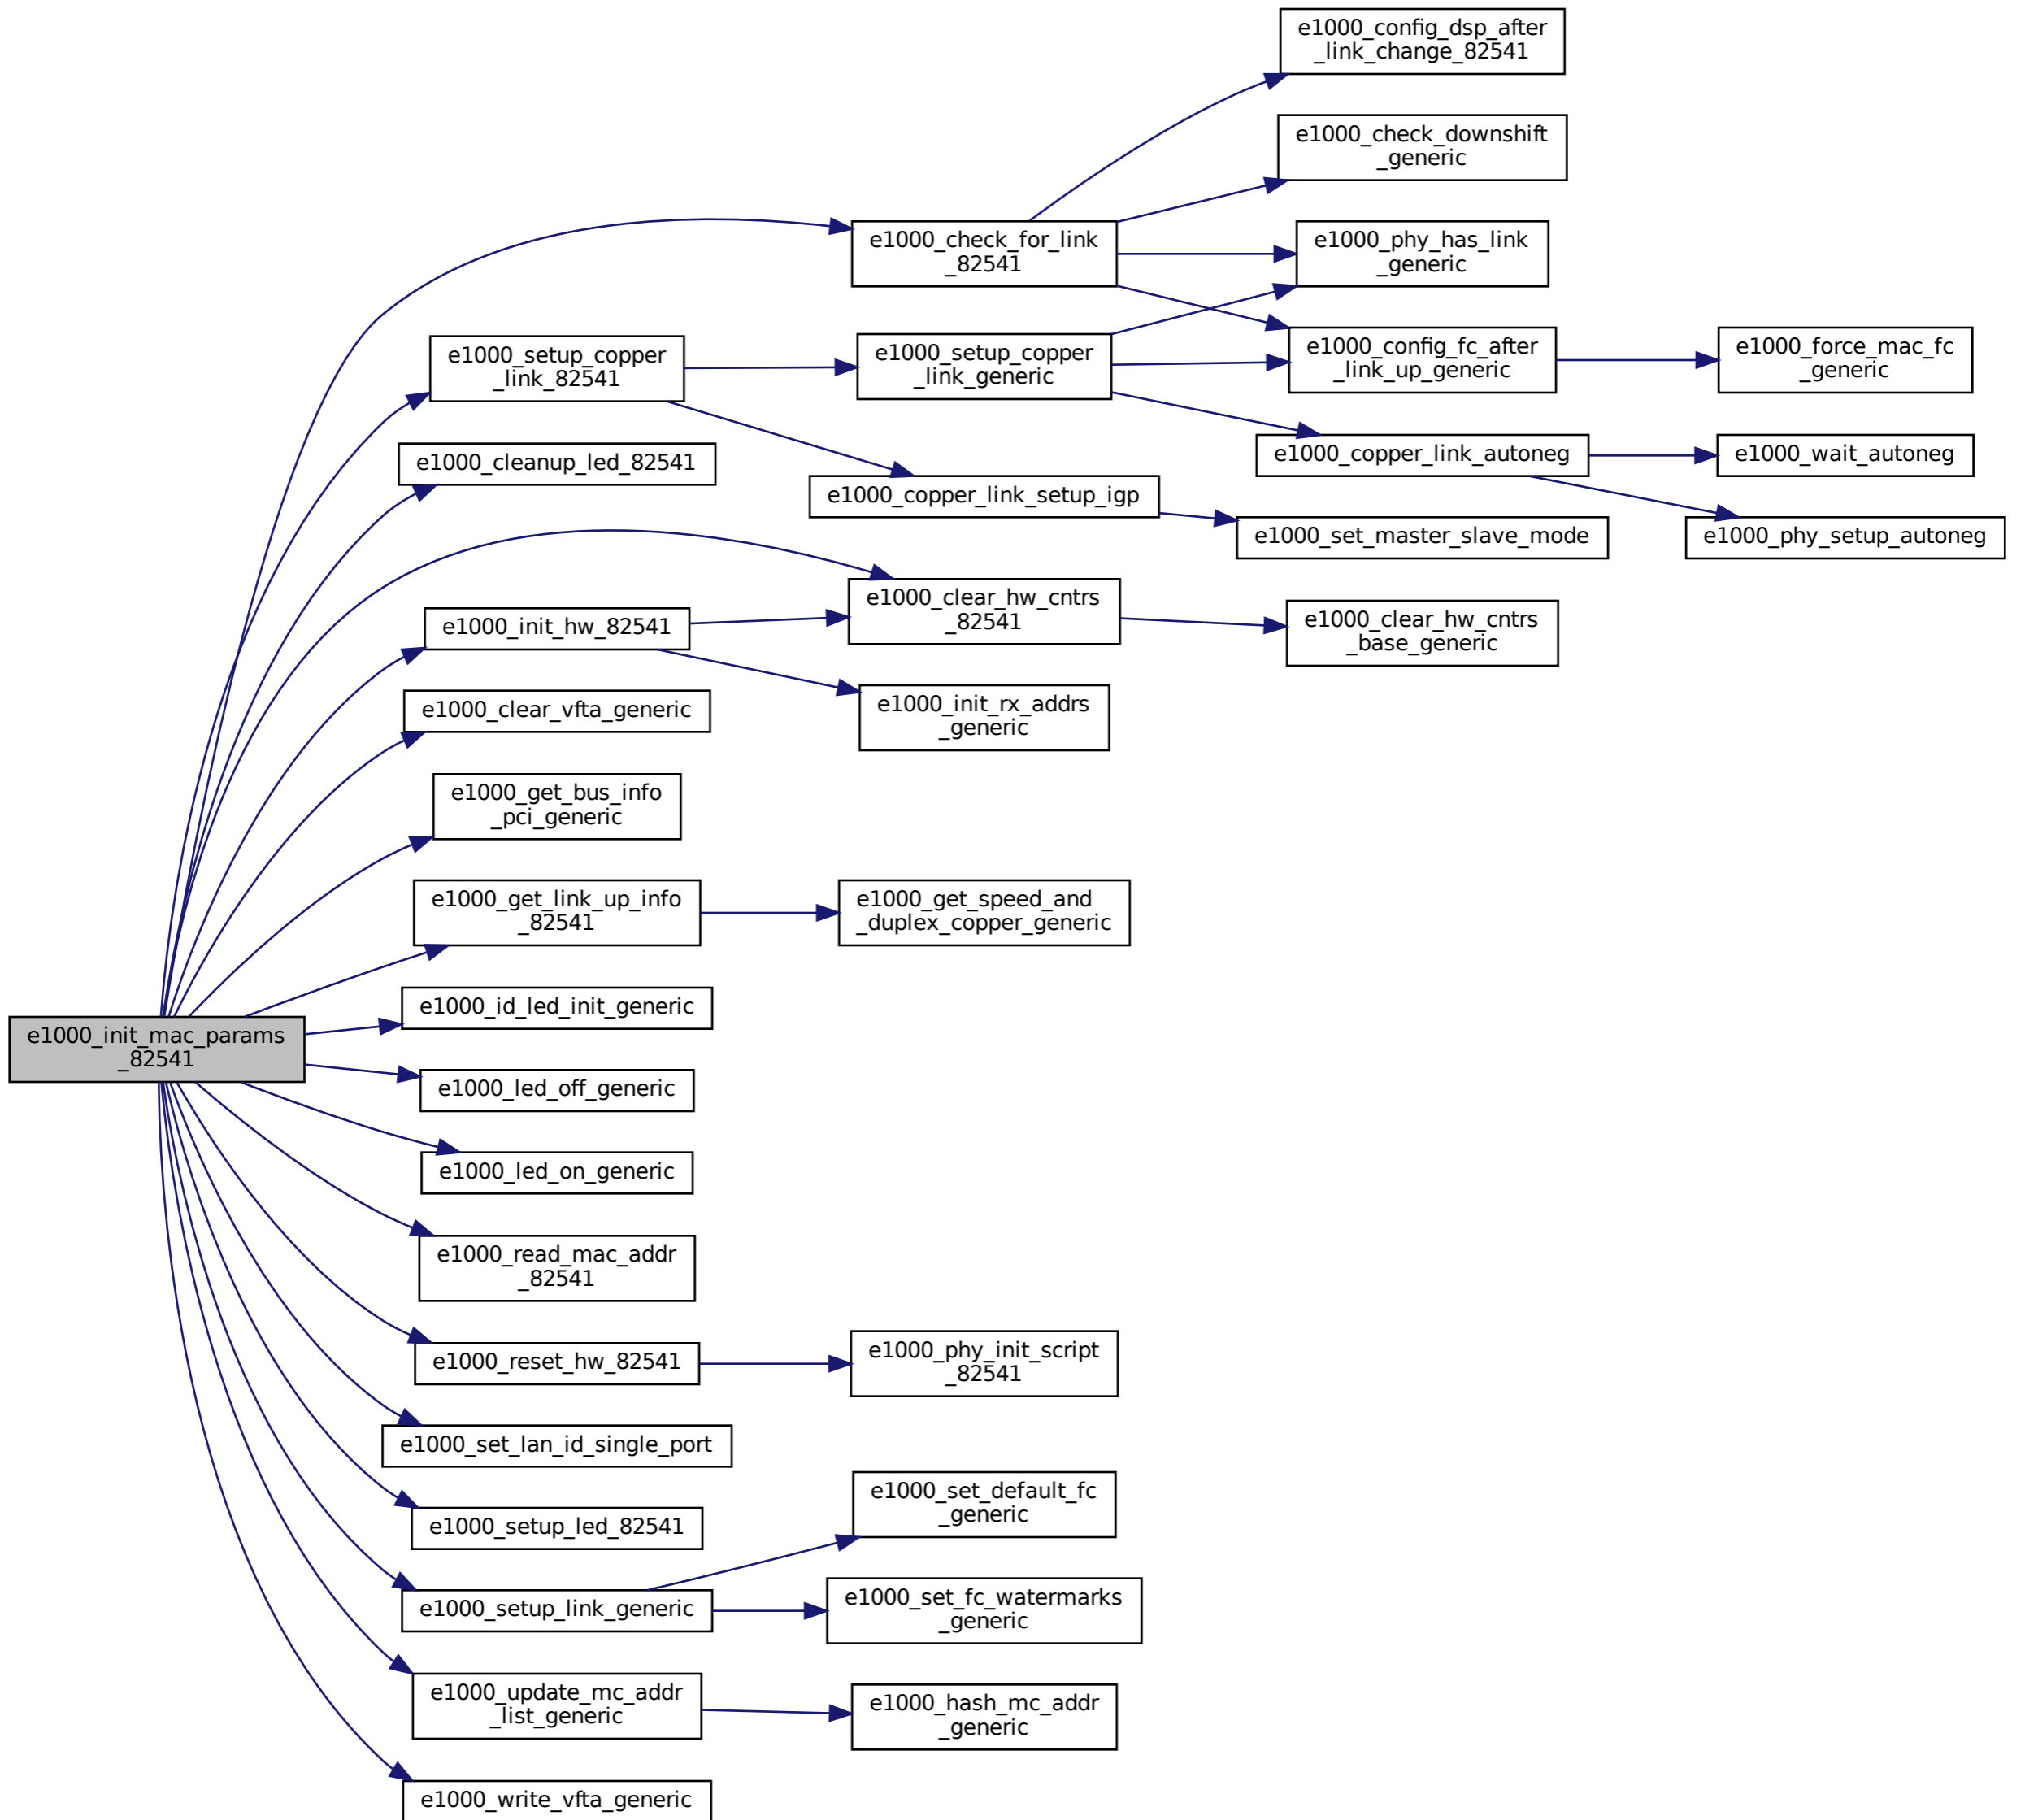 e1000_config_dsp_after
_link_change_82541
e1000_check_downshift
_generic
e1000_check_for_link
_82541
e1000_phy_has_link
_generic
e1000_setup_copper
_link_82541
e1000_setup_copper
_link_generic
e1000_config_fc_after
_link_up_generic
e1000_force_mac_fc
_generic
e1000_cleanup_led_82541
e1000_copper_link_autoneg
e1000_wait_autoneg
e1000_copper_link_setup_igp
e1000_set_master_slave_mode
e1000_phy_setup_autoneg
e1000_init_hw_82541
e1000_clear_hw_cntrs
_82541
e1000_clear_hw_cntrs
_base_generic
e1000_clear_vfta_generic
e1000_init_rx_addrs
_generic
e1000_get_bus_info
_pci_generic
e1000_get_link_up_info
_82541
e1000_get_speed_and
_duplex_copper_generic
e1000_id_led_init_generic
e1000_init_mac_params
_82541
e1000_led_off_generic
e1000_led_on_generic
e1000_read_mac_addr
_82541
e1000_reset_hw_82541
e1000_phy_init_script
_82541
e1000_set_lan_id_single_port
e1000_setup_led_82541
e1000_set_default_fc
_generic
e1000_setup_link_generic
e1000_set_fc_watermarks
_generic
e1000_update_mc_addr
_list_generic
e1000_hash_mc_addr
_generic
e1000_write_vfta_generic